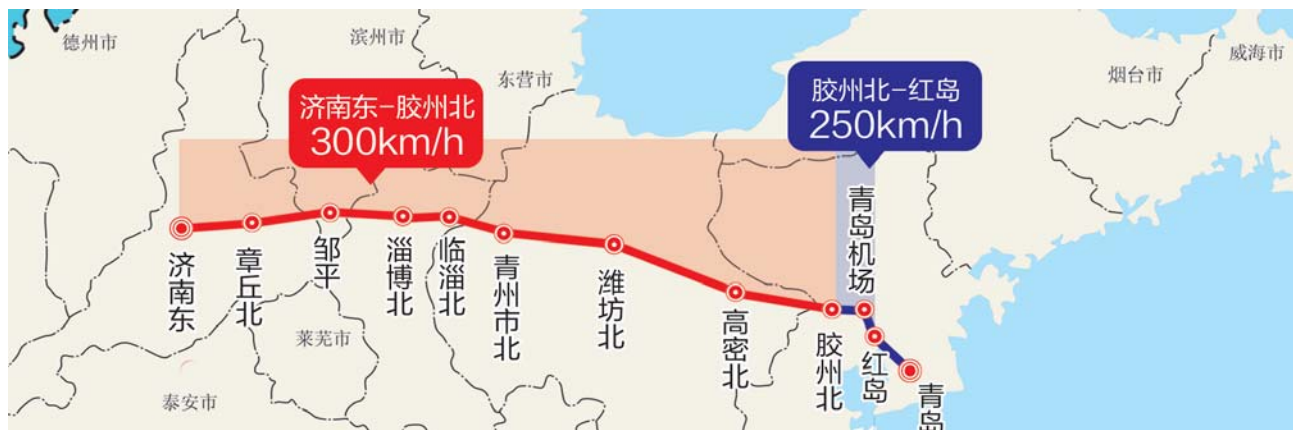 德州市
滨州市
东营市
烟台市
威海市
济南东-胶州北
300km/h
胶州北-红岛
250km/h
济南东
章丘北
邹平
淄博北
临淄北
青州市北
潍坊北
高密北
胶州北
青岛机场
红岛
青岛
莱芜市
泰安市